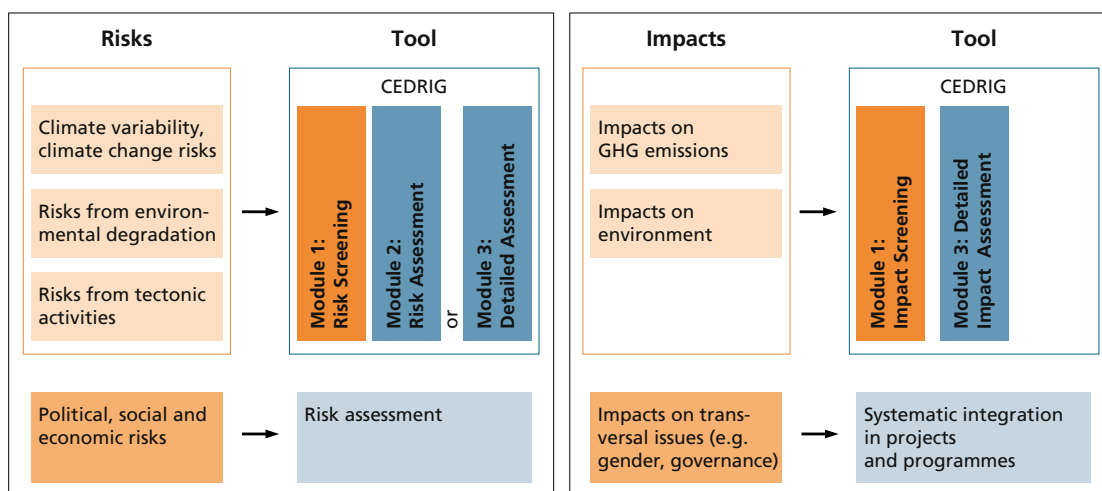 Risks
Tool
CEDRIG
Climate variability,
climate change risks
Risks from environ-
mental degradation
Risks from tectonic
activities
Module 1:
Risk Screening
Module 2:
Risk Assessment
or
Module 3:
Detailed Assessment
Political, social and
economic risks
Risk assessment
Impacts
Tool
CEDRIG
Impacts on
GHG emissions
Impacts on
environment
Module 1:
Impact Screening
Module 3: Detailed
Impact Assessment
Impacts on trans-
versal issues (e.g.
gender, governance)
Systematic integration
in projects
and programmes